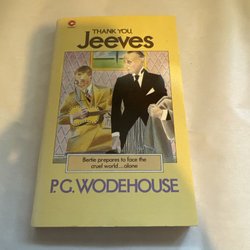 THANK YOU,
Jeeves
Bertie prepares to face the
cruel world....alone
P.G. WODEHOUSE